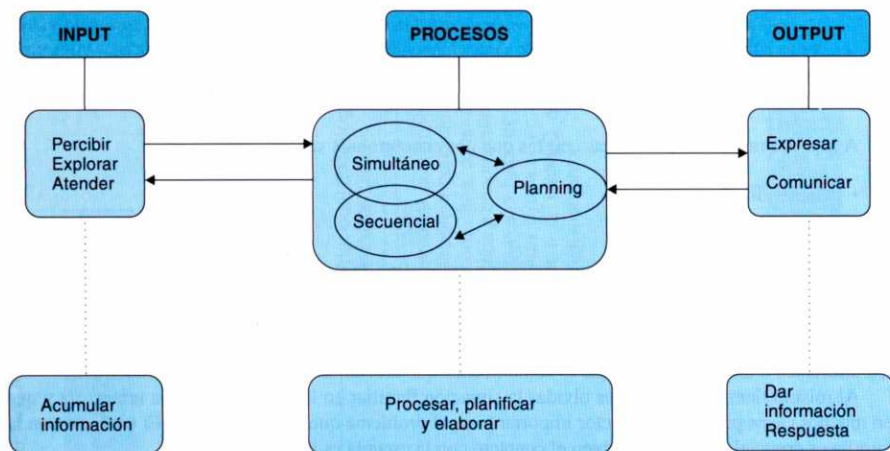 INPUT
PROCESOS
OUTPUT
Percibir
Explorar
Atender
Simultáneo
Secuencial
Planning
Expresar
Comunicar
Acumular
información
Procesar, planificar
y elaborar
Dar
información
Respuesta